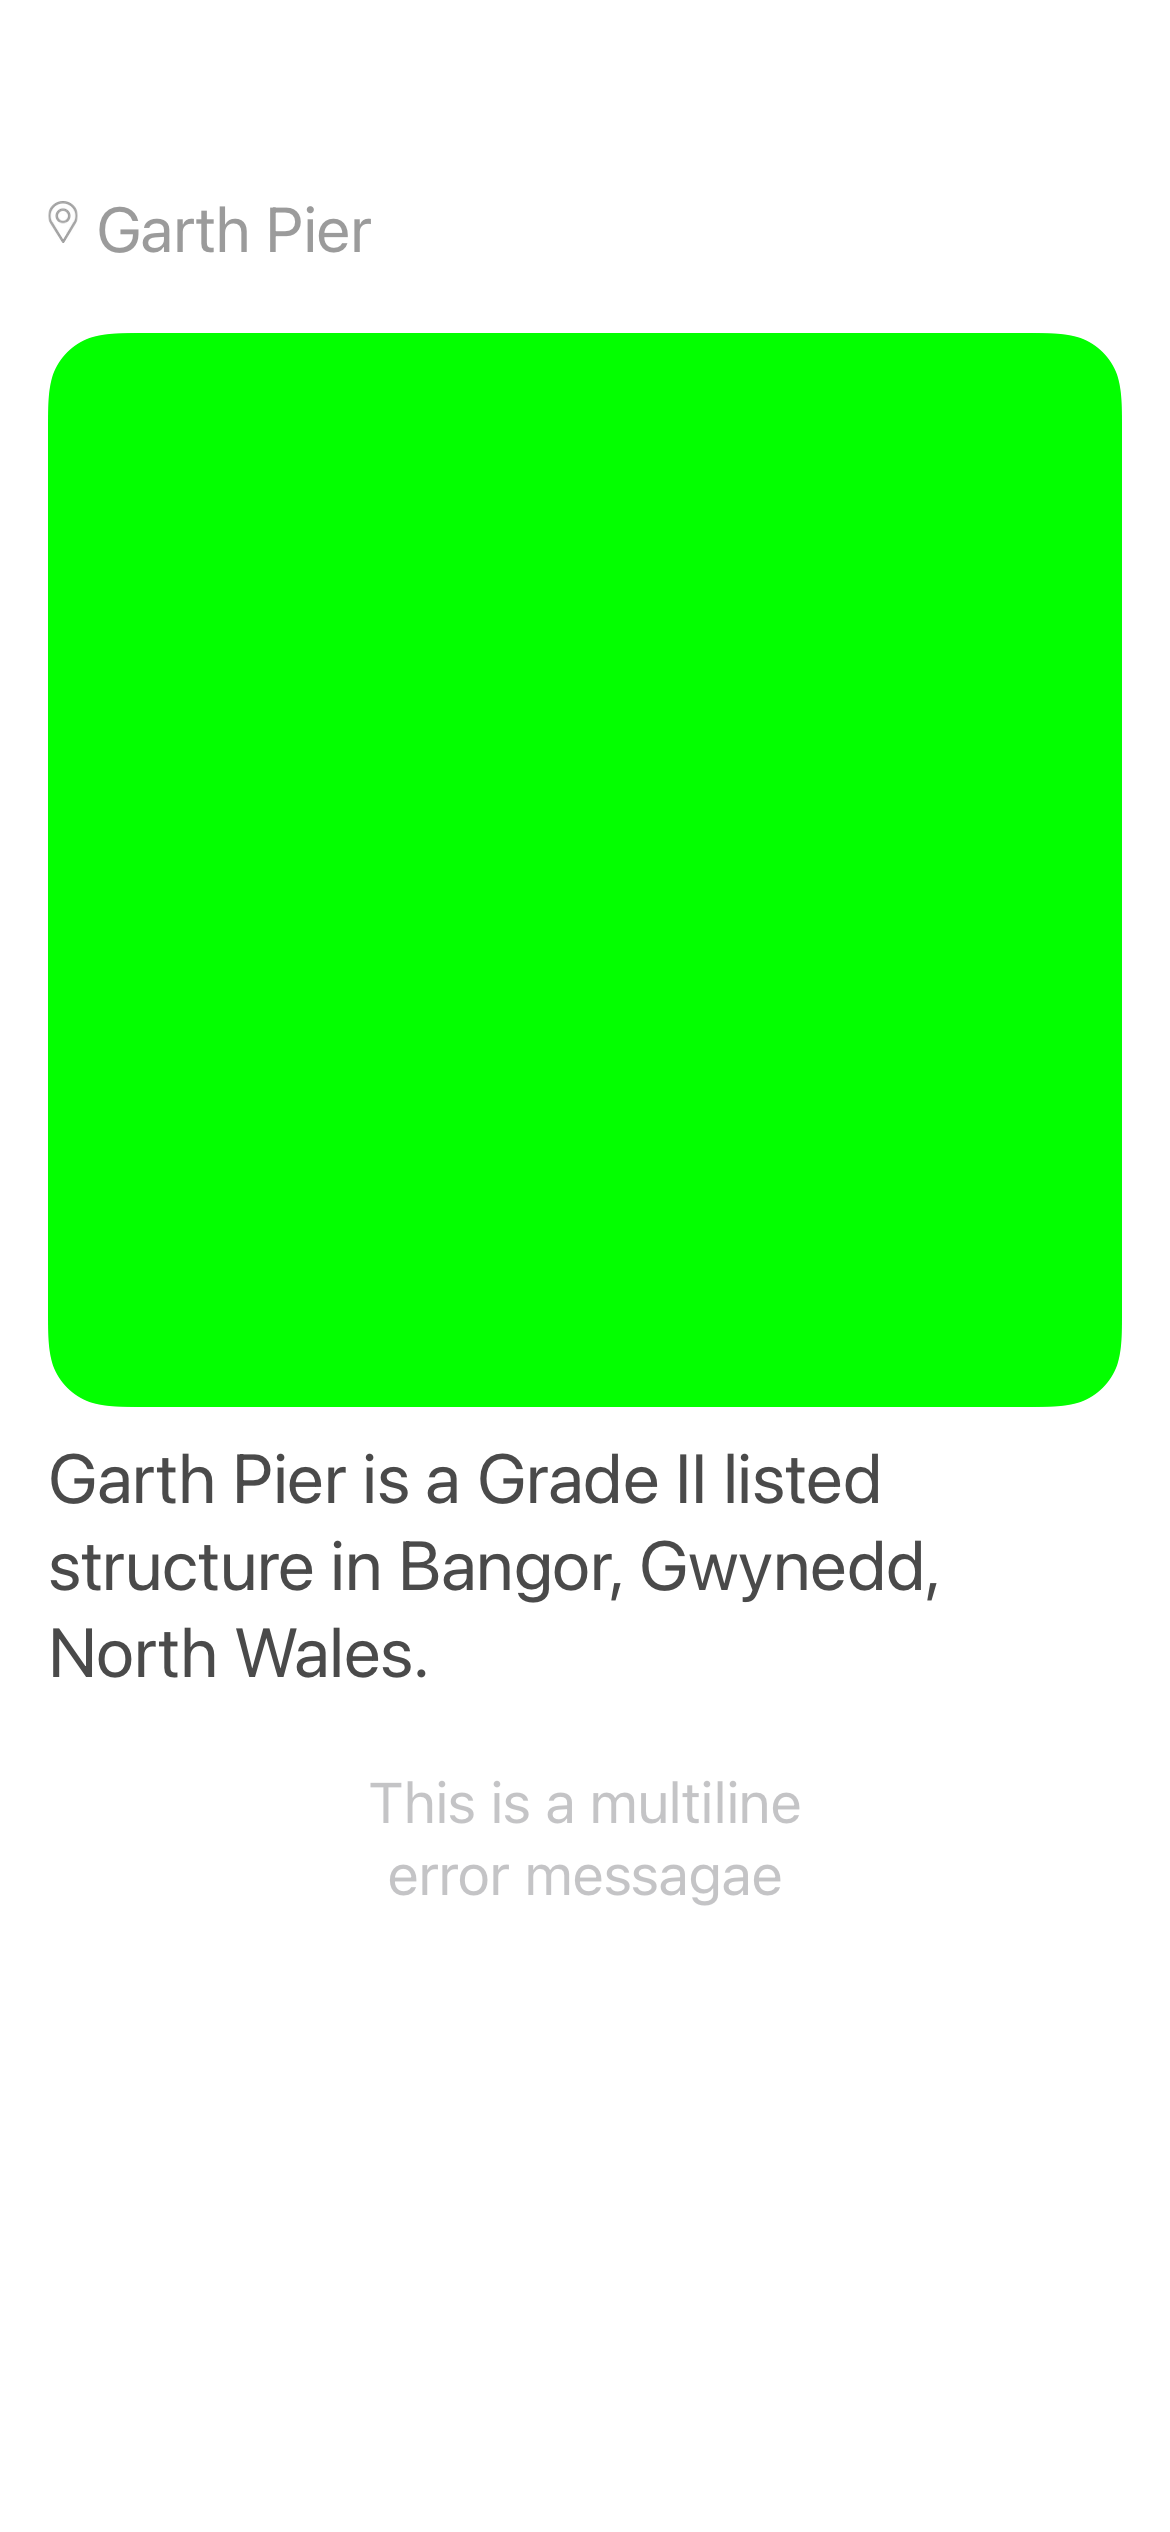 Garth Pier
Garth Pier is a Grade II listed
structure in Bangor, Gwynedd,
North Wales.
This is a multiline
error messagae